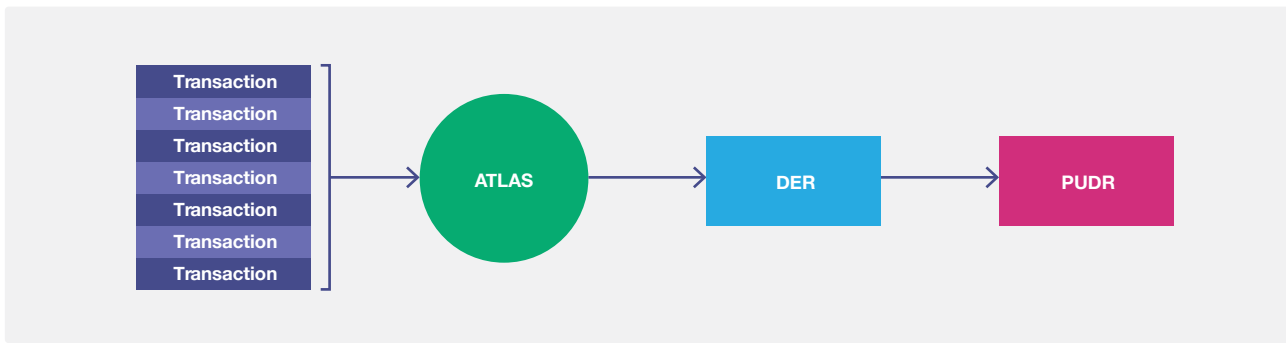 Transaction
Transaction
Transaction
Transaction
Transaction
Transaction
Transaction
ATLAS
DER
PUDR